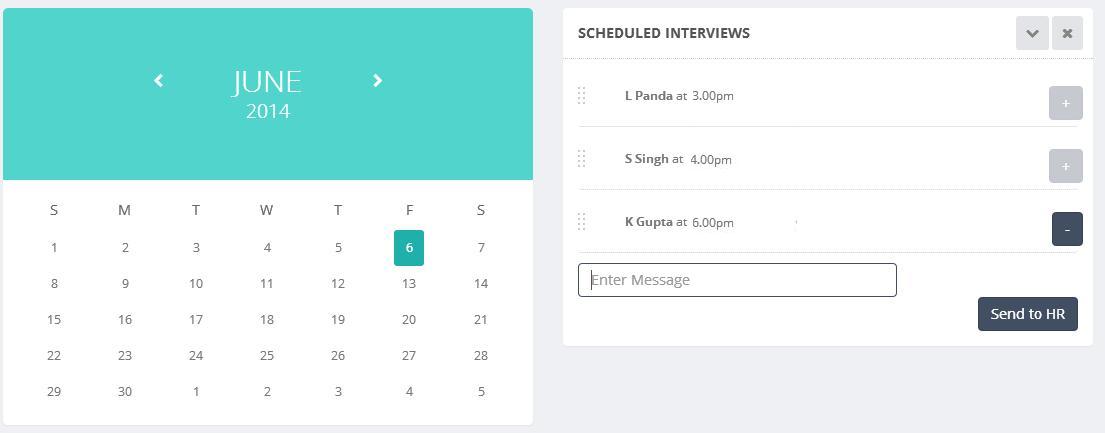 JUNE
2014
S M T W T F S
1 2 3 4 5 6 7
8 9 10 11 12 13 14
15 16 17 18 19 20 21
22 23 24 25 26 27 28
29 30 1 2 3 4 5
SCHEDULED INTERVIEWS
L Panda at 3.00pm
+
S Singh at 4.00pm
+
K Gupta at 6.00pm
-
Enter Message
Send to HR